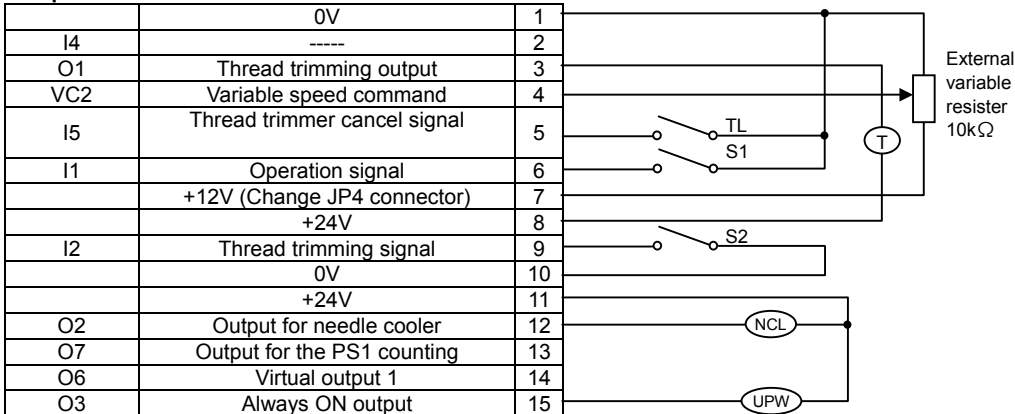 0V 1
I4 ----- 2
O1 Thread trimming output 3
VC2 Variable speed command 4
I5 Thread trimmer cancel signal 5
I1 Operation signal 6
+12V (Change JP4 connector) 7
+24V 8
I2 Thread trimming signal 9
0V 10
+24V 11
O2 Output for needle cooler 12
O7 Output for the PS1 counting 13
O6 Virtual output 1 14
O3 Always ON output 15
TL
S1
S2
T
NCL
UPW
External
variable
resister
10kΩ